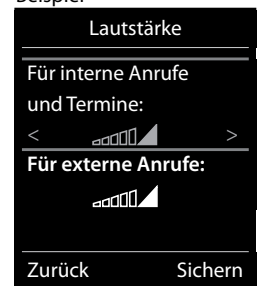 Beispiel
Lautstärke
Für interne Anrufe
und Termine:
< >
Für externe Anrufe:
Zurück Sichern